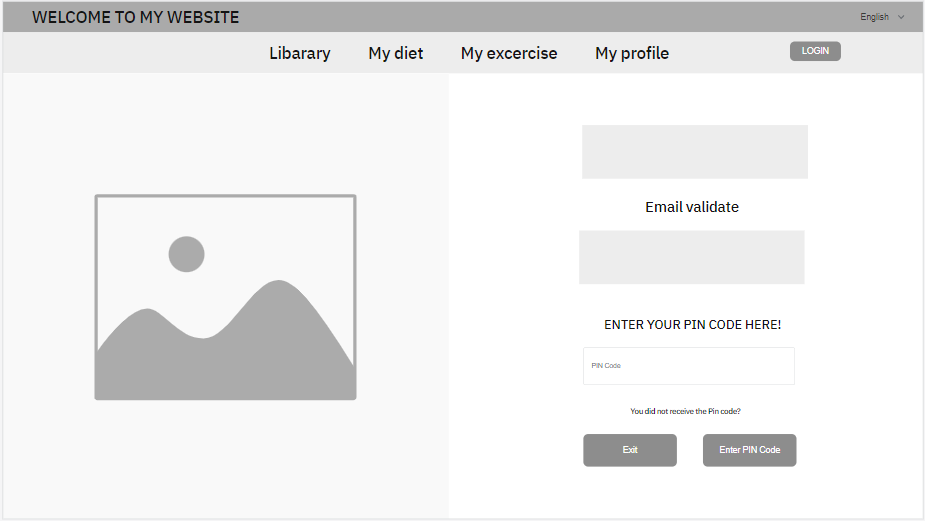 WELCOME TO MY WEBSITE
English
Libarary
My diet
My excercise
My profile
LOGIN
Email validate
ENTER YOUR PIN CODE HERE!
PIN Code
You did not receive the Pin code?
Exit
Enter PIN Code